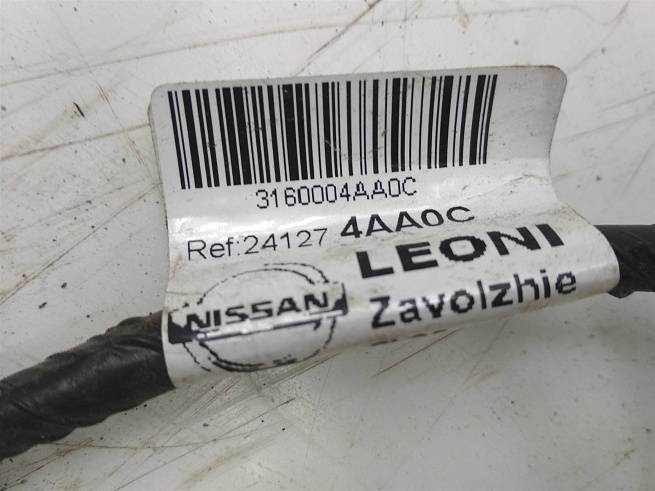 3160004AA0C
Ref:24127 4AA0C
LEONI
NISSAN Zavolzhie